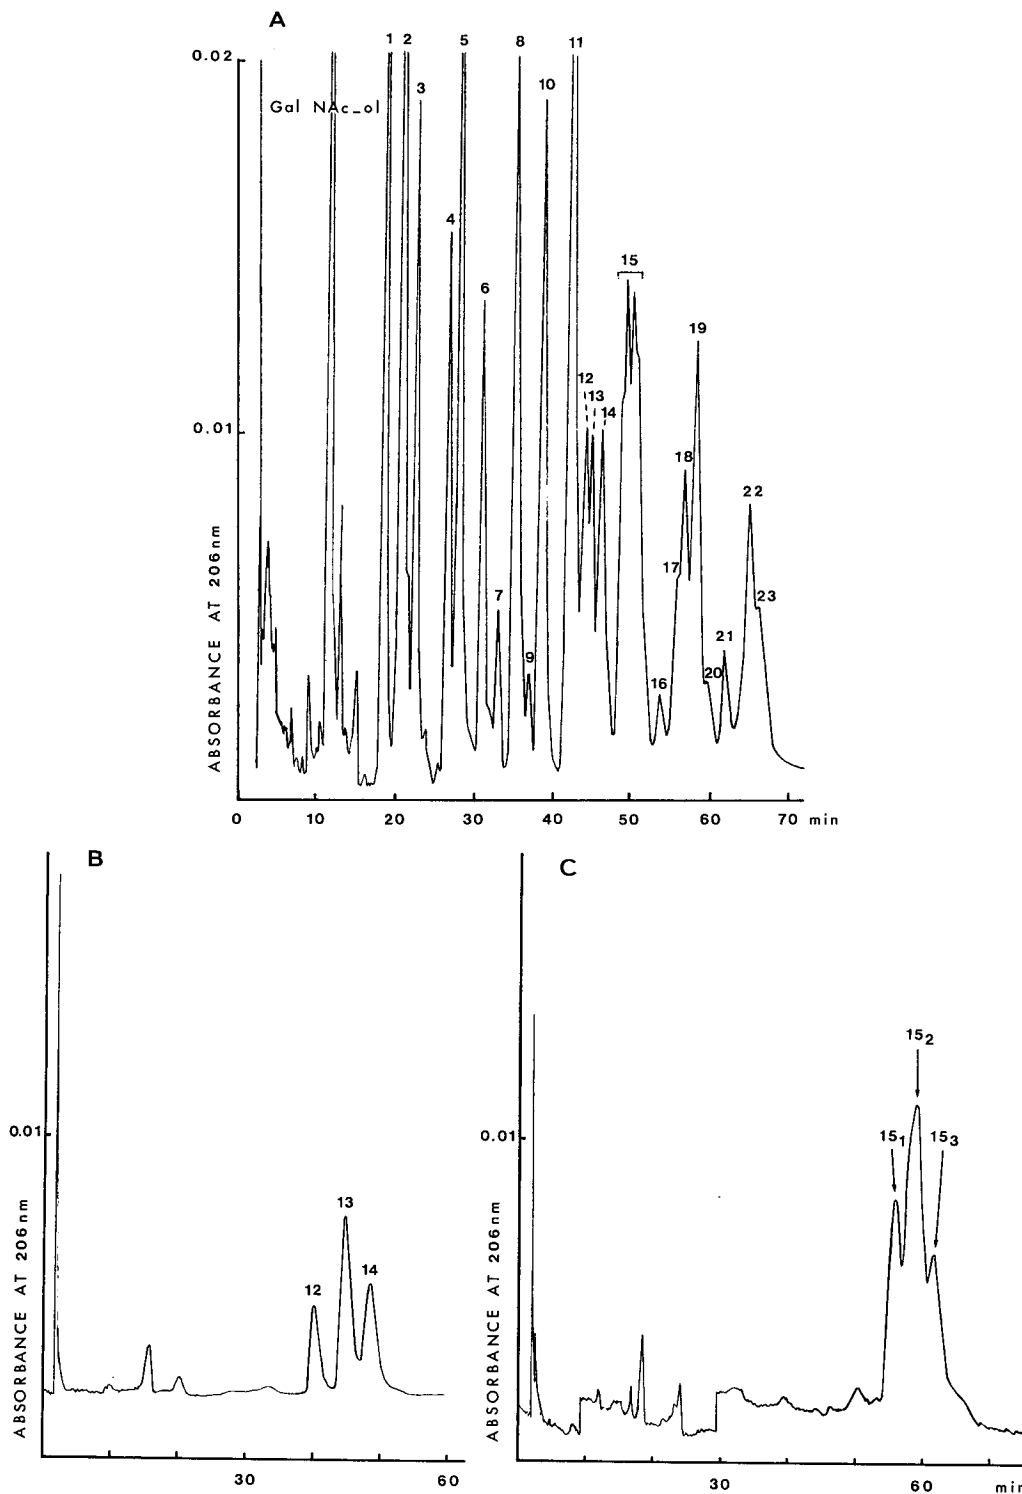 A
0.02
Gal NAc_ol
1 2 5 8 11
3
10
4
6
15
19
12
13
14
0.01
18
22
17
7
23
21
9
20
16
ABSORBANCE AT 206nm
0 10 20 30 40 50 60 70 min
B
0.01
13
14
12
ABSORBANCE AT 206nm
30 60
C
15₂
0.01
15₁ 15₃
ABSORBANCE AT 206nm
30 60 min